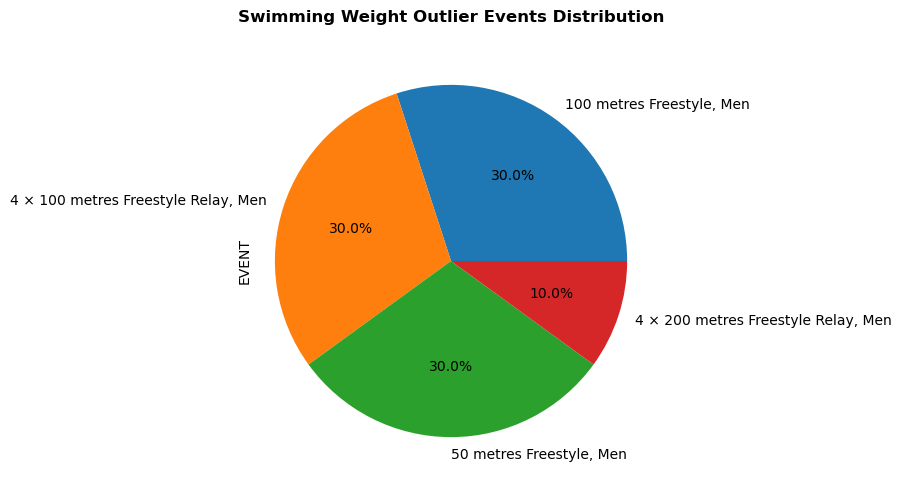 Swimming Weight Outlier Events Distribution
100 metres Freestyle, Men
30.0%
4 × 100 metres Freestyle Relay, Men
30.0%
EVENT
10.0%
4 × 200 metres Freestyle Relay, Men
30.0%
50 metres Freestyle, Men